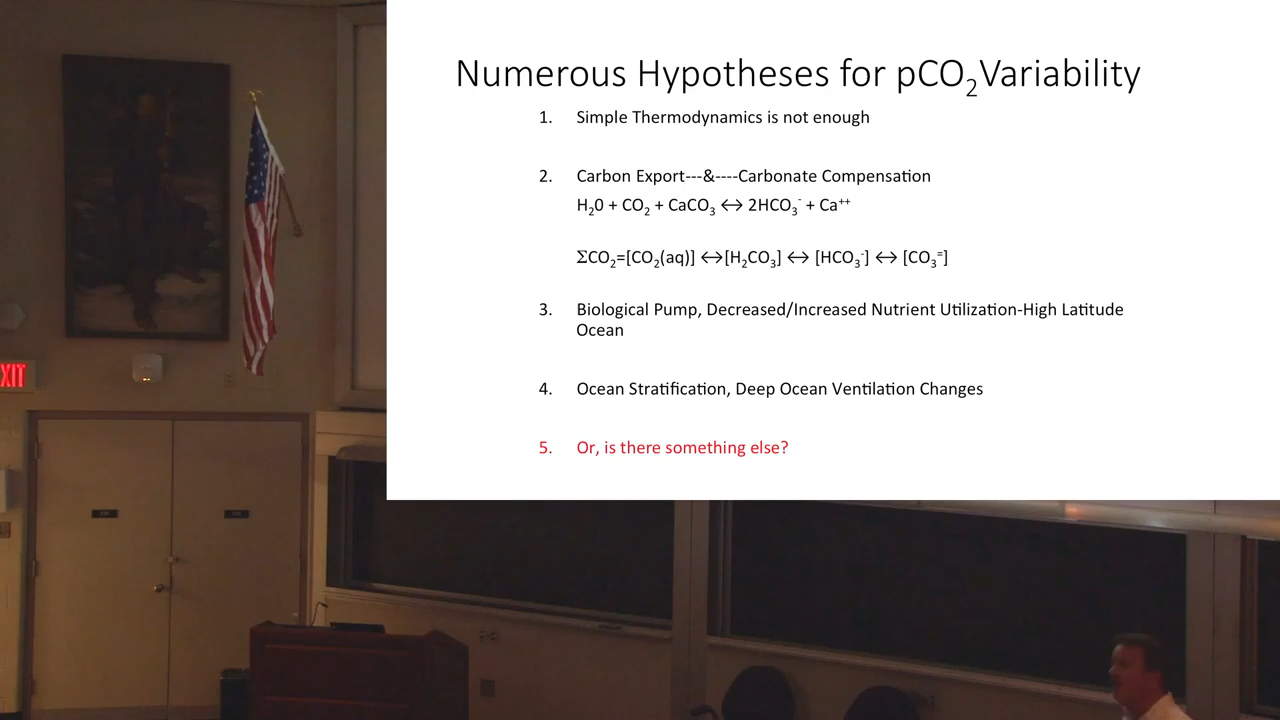 Numerous Hypotheses for pCO₂Variability
1. Simple Thermodynamics is not enough
2. Carbon Export---&----Carbonate Compensation
H₂0 + CO₂ + CaCO₃ ↔ 2HCO₃⁻ + Ca⁺⁺
ΣCO₂=[CO₂(aq)] ↔[H₂CO₃] ↔ [HCO₃⁻] ↔ [CO₃⁼]
3. Biological Pump, Decreased/Increased Nutrient Utilization-High Latitude
Ocean
4. Ocean Stratification, Deep Ocean Ventilation Changes
5. Or, is there something else?
XIT